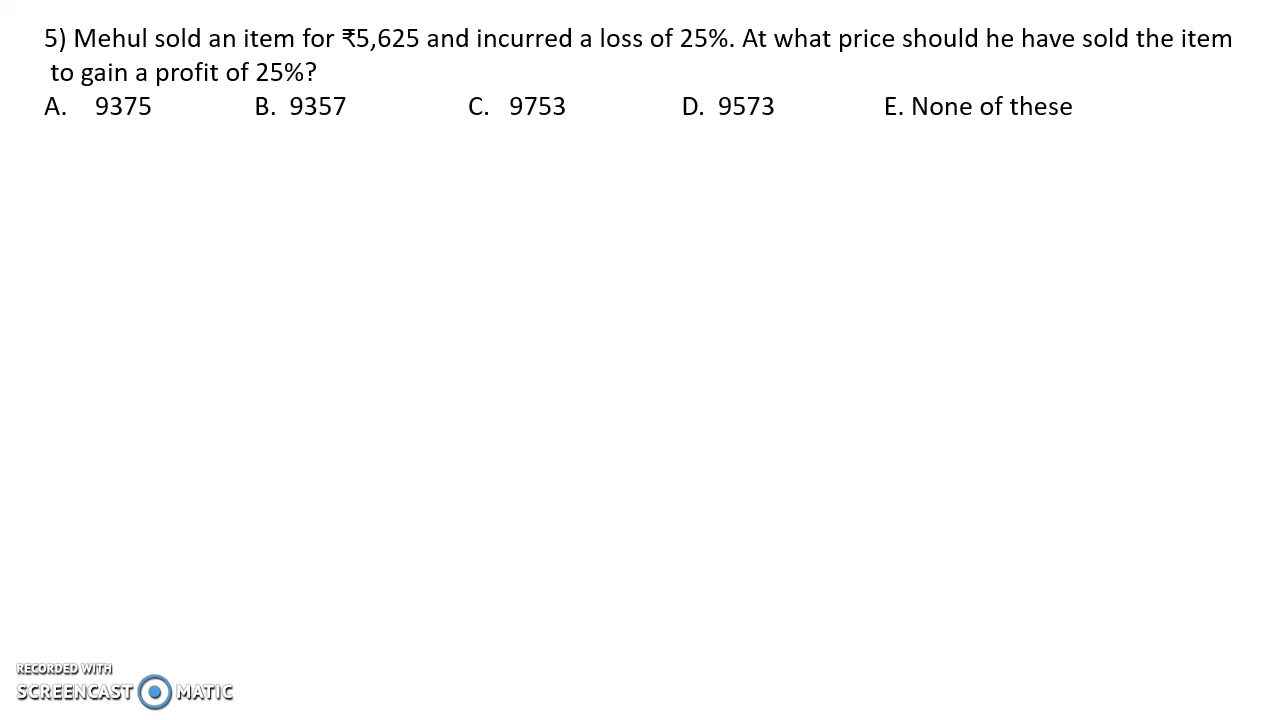 5) Mehul sold an item for ₹5,625 and incurred a loss of 25%. At what price should he have sold the item
to gain a profit of 25%?
A. 9375 B. 9357 C. 9753 D. 9573 E. None of these
RECORDED WITH
SCREENCAST MATIC